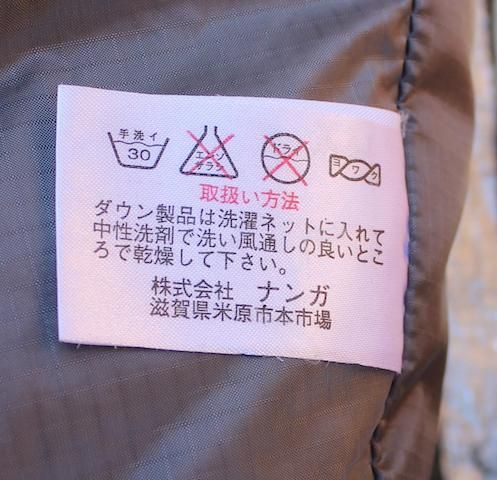 手洗イ
30
エンソ
サラシ
ドライ
ヨワク
取扱い方法
ダウン製品は洗濯ネットに入れて
中性洗剤で洗い風通しの良いとこ
ろで乾燥して下さい。
株式会社 ナンガ
滋賀県米原市本市場